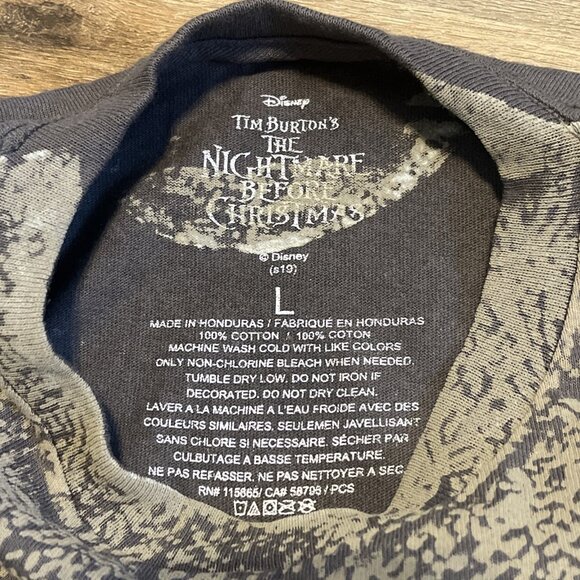 Disney
TIM BURTON'S
THE
NIGHTMARE
BEFORE
CHRISTMAS
© Disney
(s19)
L
MADE IN HONDURAS / FABRIQUÉ EN HONDURAS
100% COTTON / 100% COTON
MACHINE WASH COLD WITH LIKE COLORS
ONLY NON-CHLORINE BLEACH WHEN NEEDED.
TUMBLE DRY LOW. DO NOT IRON IF
DECORATED. DO NOT DRY CLEAN.
LAVER A LA MACHINE À L'EAU FROIDE AVEC DES
COULEURS SIMILAIRES. SEULEMEN JAVELLISANT
SANS CHLORE SI NECESSAIRE. SÉCHER PAR
CULBUTAGE A BASSE TEMPERATURE.
NE PAS REPASSER. NE PAS NETTOYER A SEC.
RN# 115865/ CA# 58706 / PCS